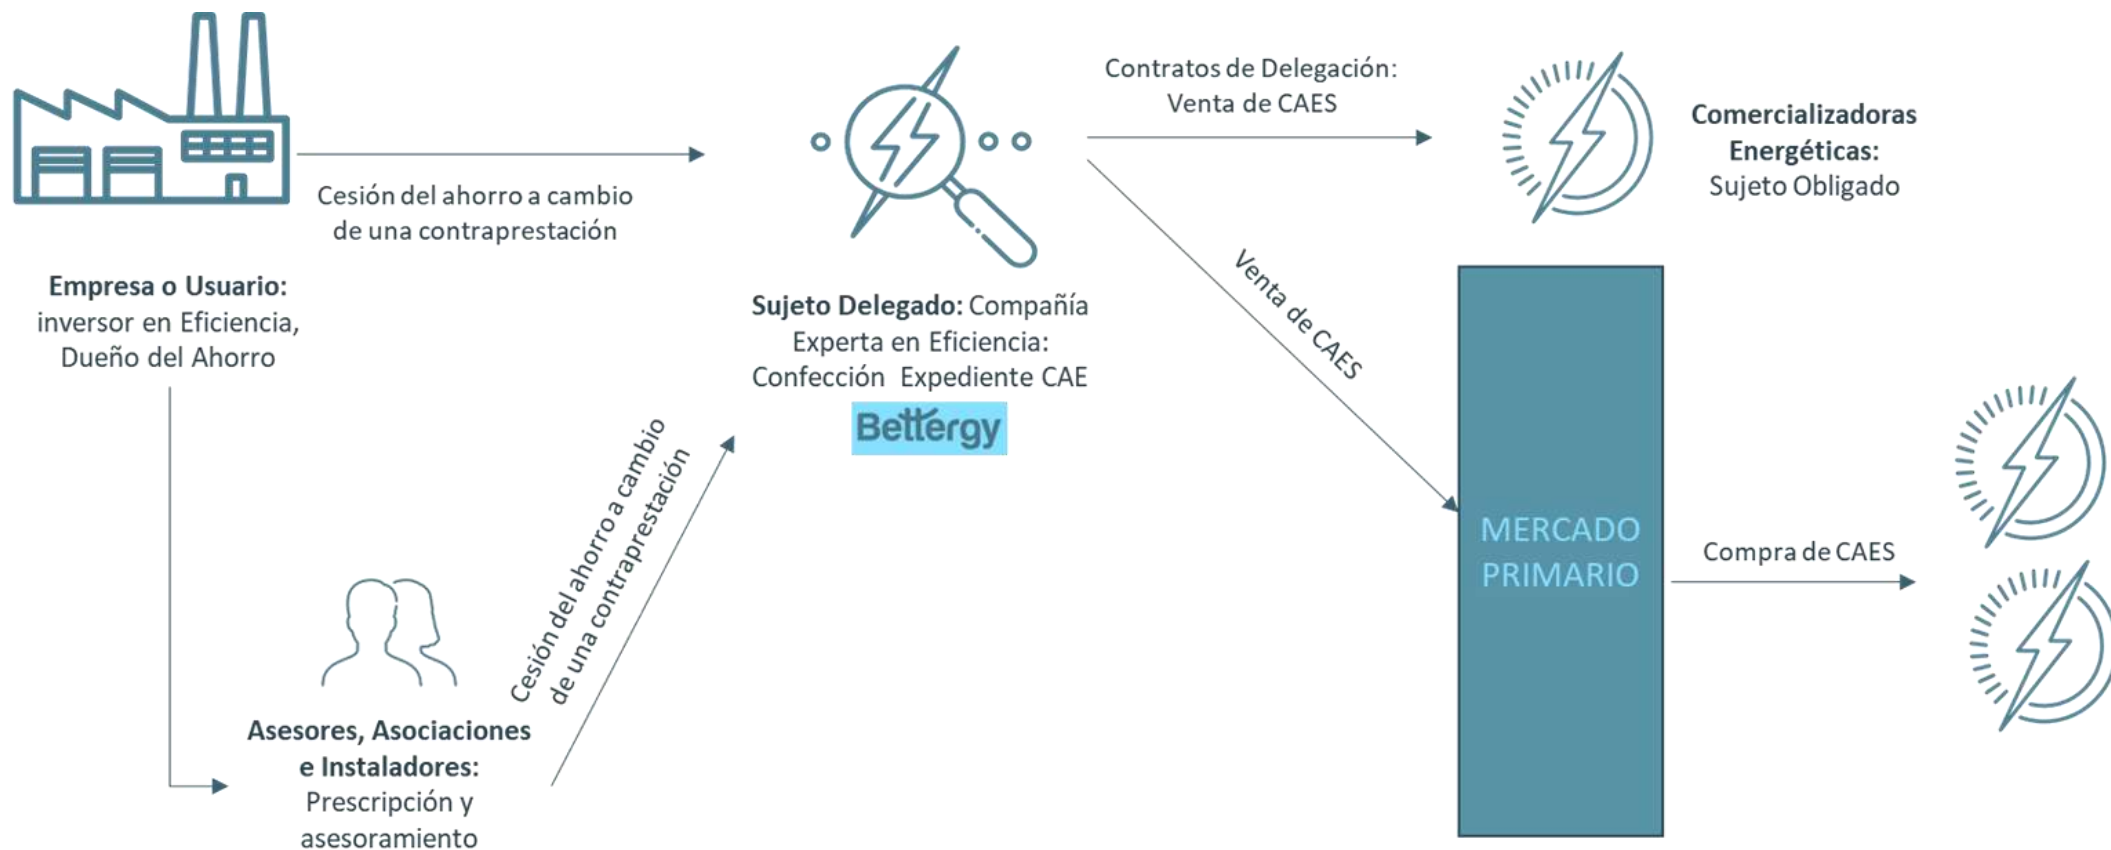 Cesión del ahorro a cambio
de una contraprestación
Empresa o Usuario:
inversor en Eficiencia,
Dueño del Ahorro
Asesores, Asociaciones
e Instaladores:
Prescripción y
asesoramiento
Cesión del ahorro a cambio
de una contraprestación
Sujeto Delegado: Compañía
Experta en Eficiencia:
Confección Expediente CAE
Bettergy
Contratos de Delegación:
Venta de CAES
Comercializadoras
Energéticas:
Sujeto Obligado
Venta de CAES
MERCADO
PRIMARIO
Compra de CAES